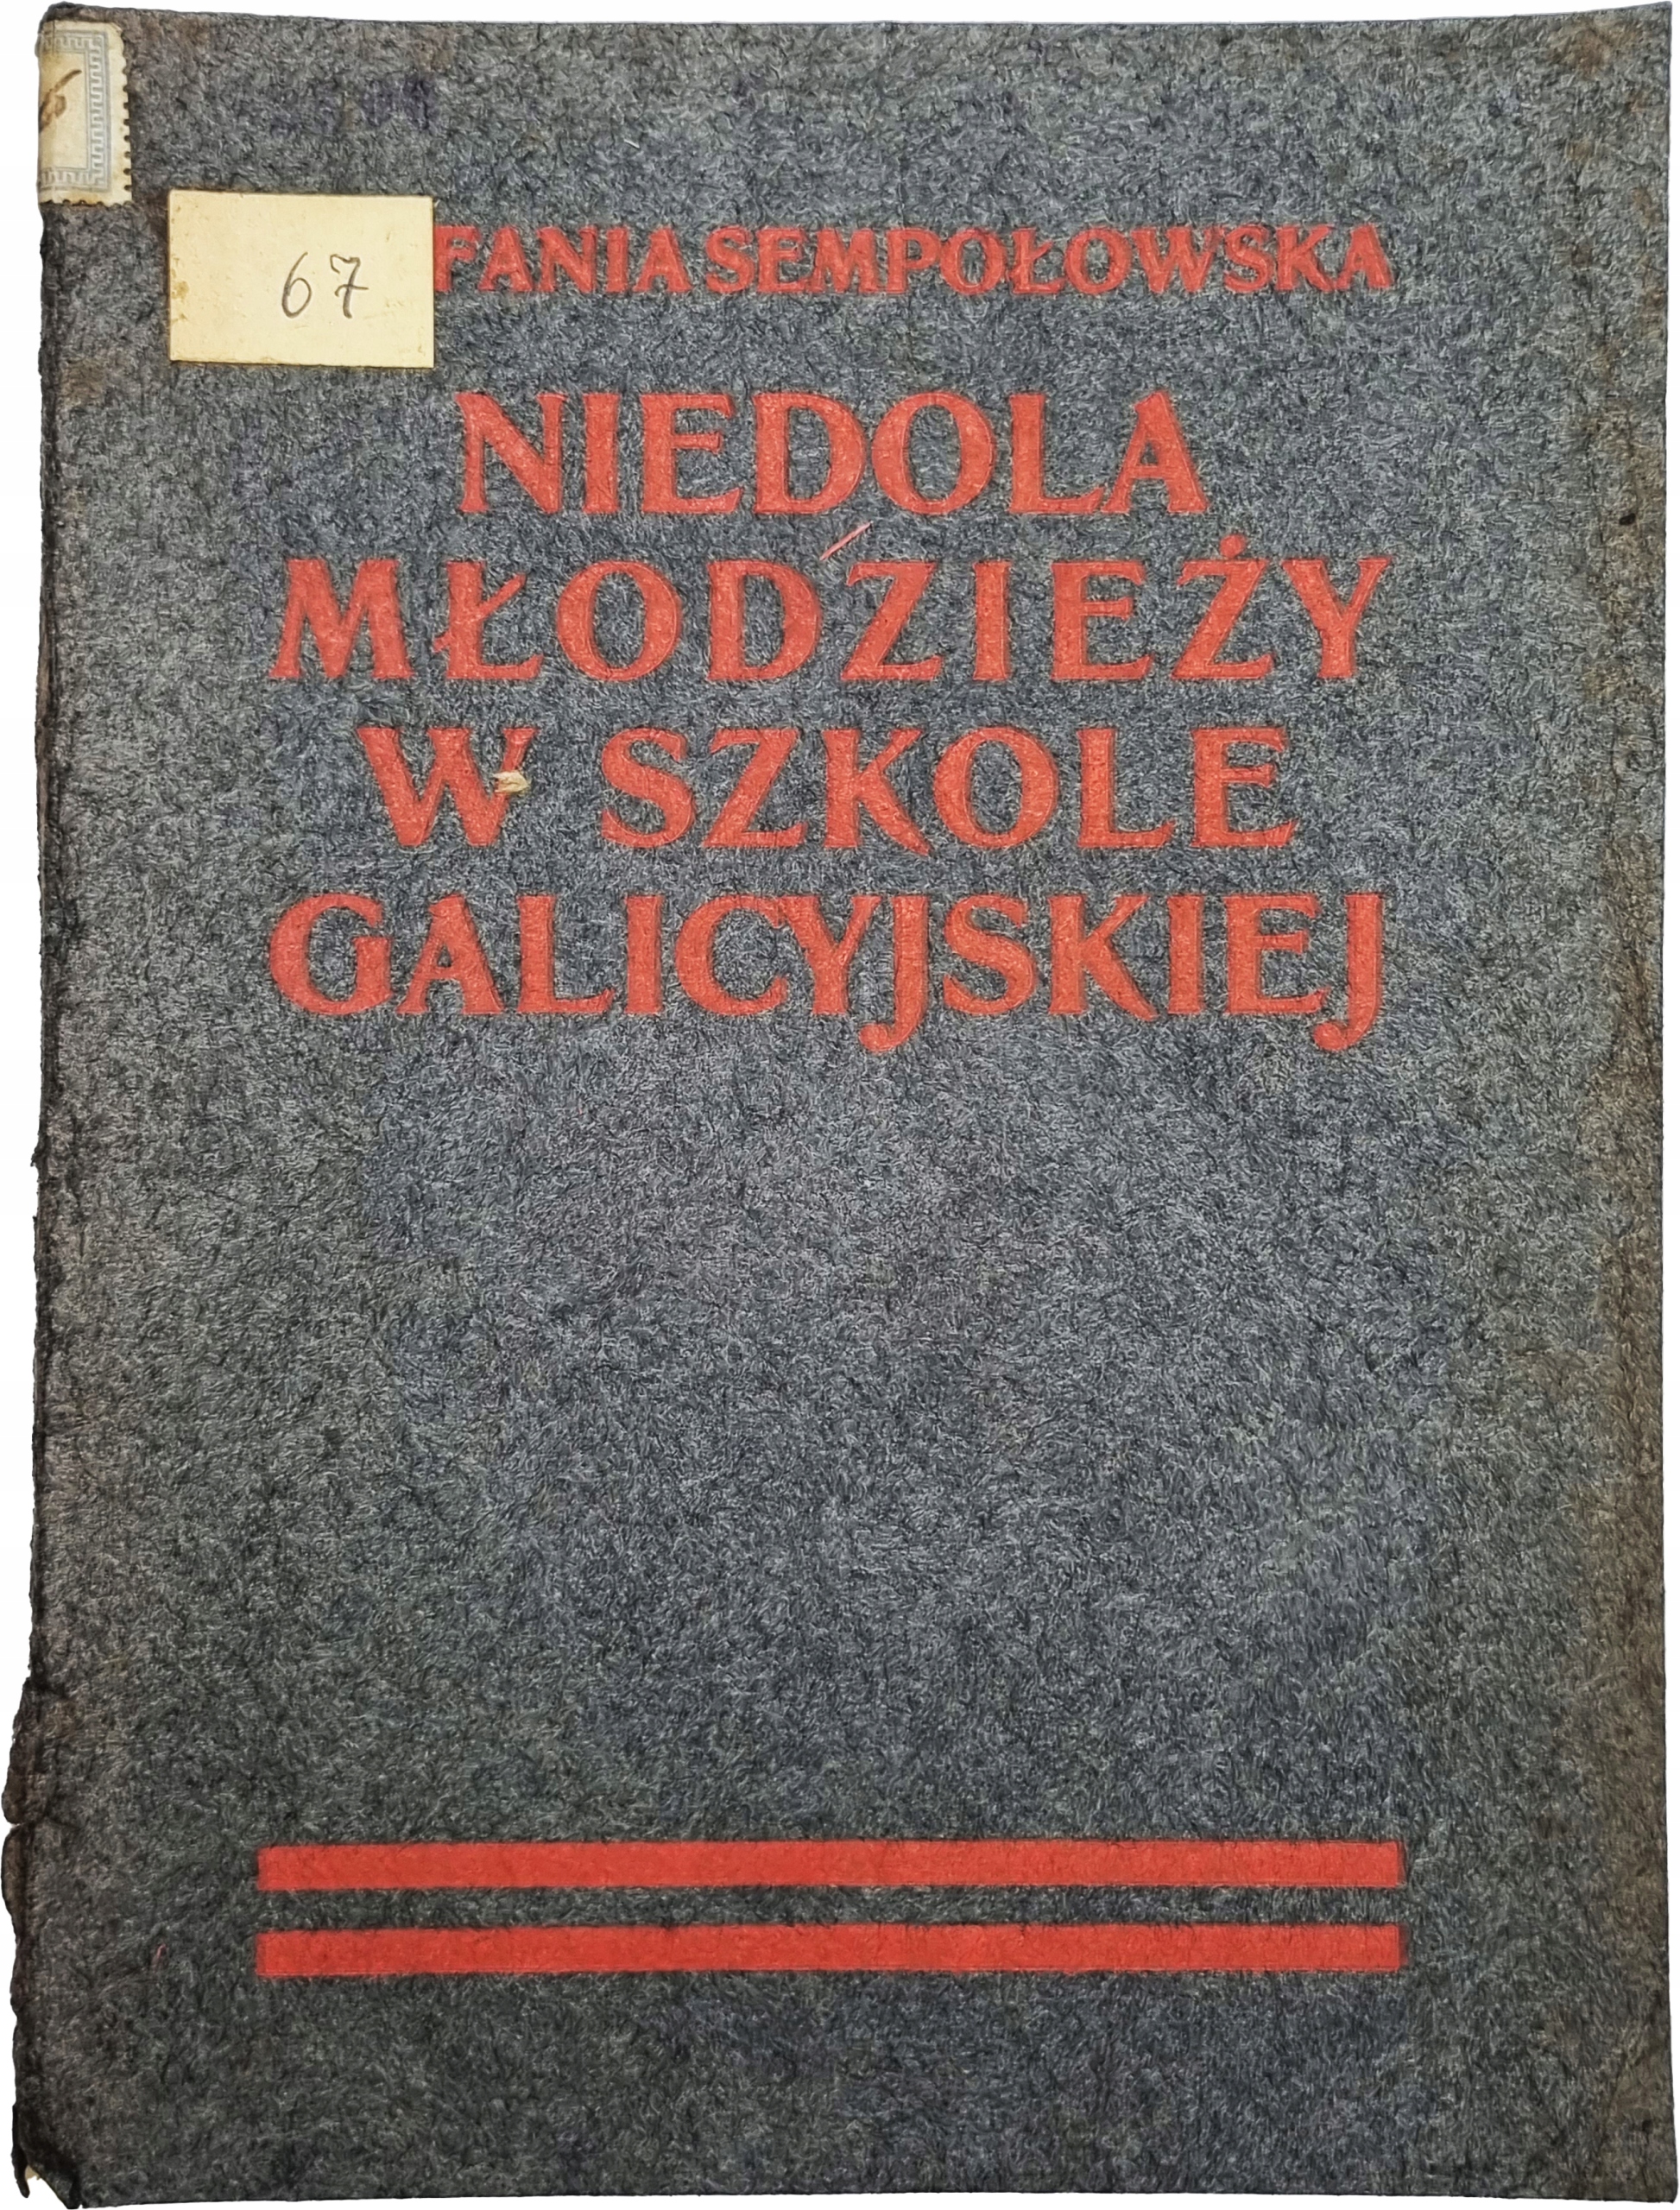 67
FANIA SEMPOŁOWSKA
NIEDOLA
MŁODZIEŻY
W SZKOLE
GALICYJSKIEJ